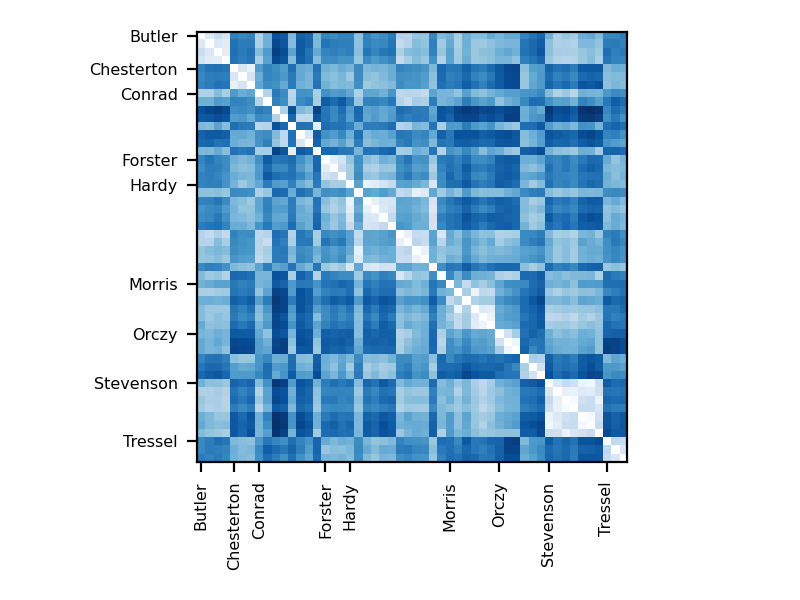 Butler
Chesterton
Conrad
Forster
Hardy
Morris
Orczy
Stevenson
Tressel
Butler
Chesterton
Conrad
Forster
Hardy
Morris
Orczy
Stevenson
Tressel